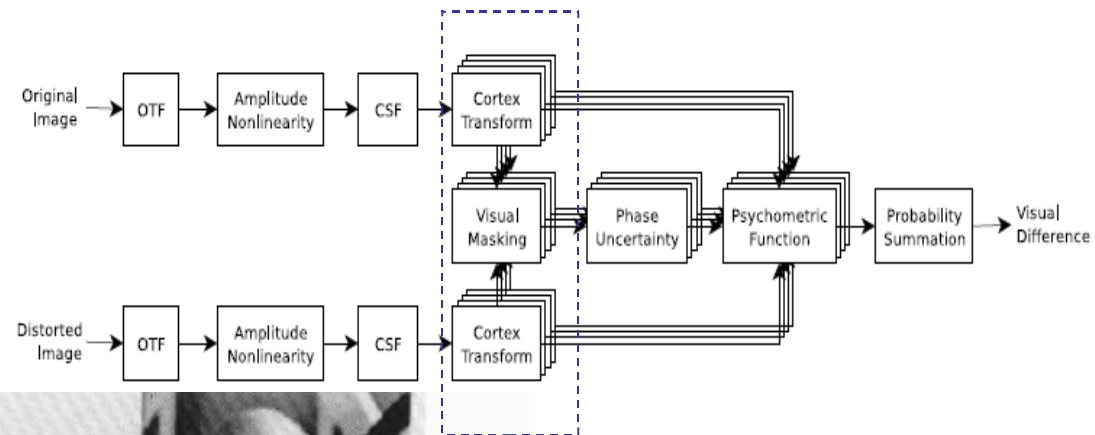 Original
Image
OTF
Amplitude
Nonlinearity
CSF
Cortex
Transform
Visual
Masking
Phase
Uncertainty
Psychometric
Function
Probability
Summation
Visual
Difference
Distorted
Image
OTF
Amplitude
Nonlinearity
CSF
Cortex
Transform